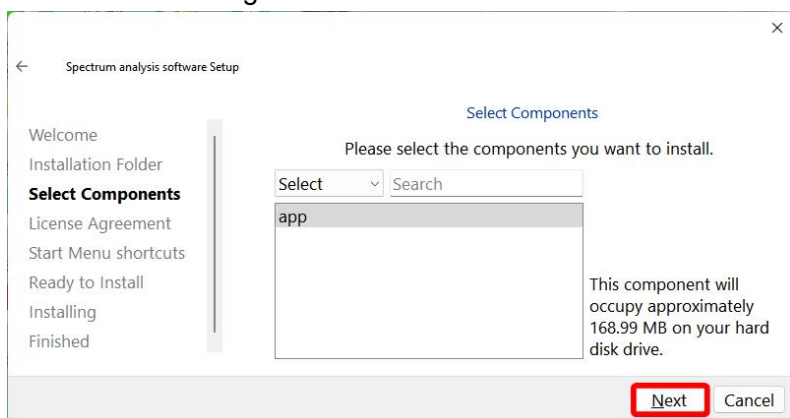 Spectrum analysis software Setup
Select Components
Please select the components you want to install.
Welcome
Installation Folder
Select Components
License Agreement
Start Menu shortcuts
Ready to Install
Installing
Finished
Select
Search
app
This component will
occupy approximately
168.99 MB on your hard
disk drive.
Next
Cancel